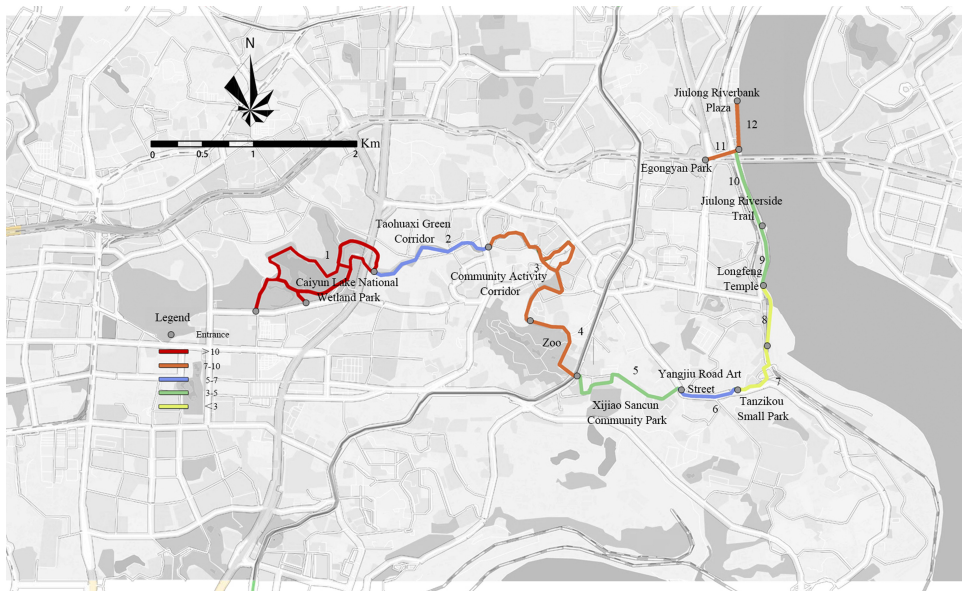 N
Km
0
0.5
1
2
Jiulong Riverbank
Plaza
12
11
Egongyan Park
10
Jiulong Riverside
Trail
9
Longfeng
Temple
8
Taohuaxi Green
Corridor
2
1
Caiyun Lake National
Wetland Park
3
Community Activity
Corridor
4
Zoo
5
Yangjiu Road Art
Street
7
6
Tanzikou
Small Park
Xijiao Sancun
Community Park
Legend
Entrance
>10
7-10
5-7
3-5
<3